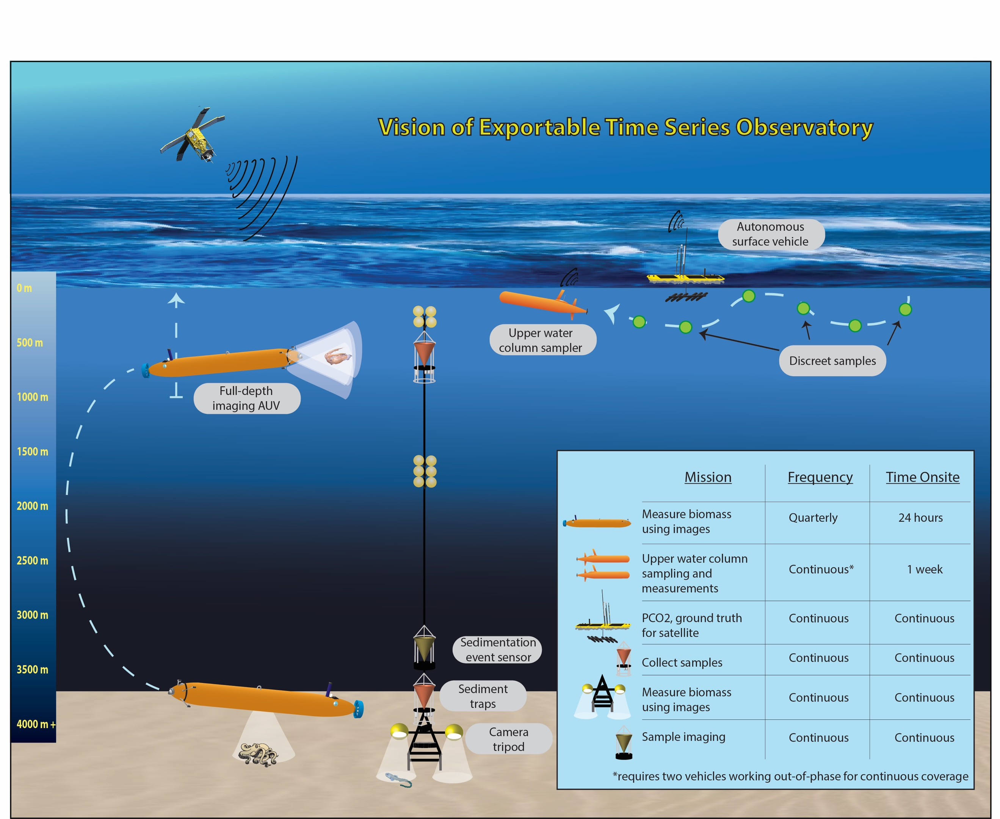 Vision of Exportable Time Series Observatory
Autonomous
surface vehicle
0 m
500 m
1000 m
1500 m
2000 m
2500 m
3000 m
3500 m
4000 m +
Upper water
column sampler
Discreet samples
Full-depth
imaging AUV
Sedimentation
event sensor
Sediment
traps
Camera
tripod
Mission Frequency Time Onsite
Measure biomass
using images
Quarterly
24 hours
Upper water column
sampling and
measurements
Continuous*
1 week
PCO2, ground truth
for satellite
Continuous
Continuous
Collect samples
Continuous
Continuous
Measure biomass
using images
Continuous
Continuous
Sample imaging
Continuous
Continuous
*requires two vehicles working out-of-phase for continuous coverage